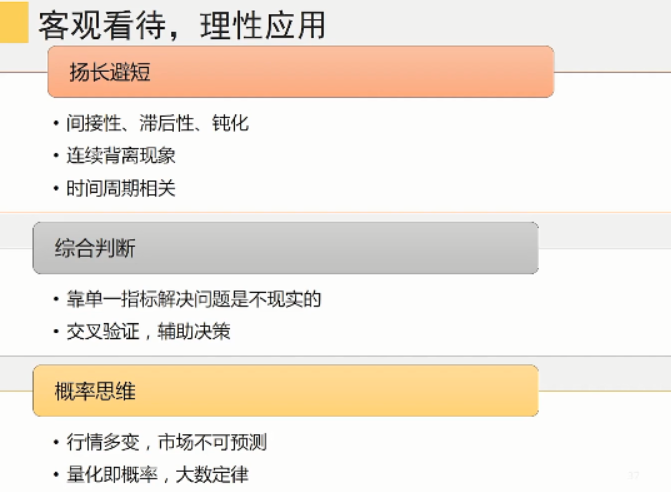 客观看待，理性应用
扬长避短
• 间接性、滞后性、钝化
• 连续背离现象
• 时间周期相关
综合判断
• 靠单一指标解决问题是不现实的
• 交叉验证，辅助决策
概率思维
• 行情多变，市场不可预测
• 量化即概率，大数定律